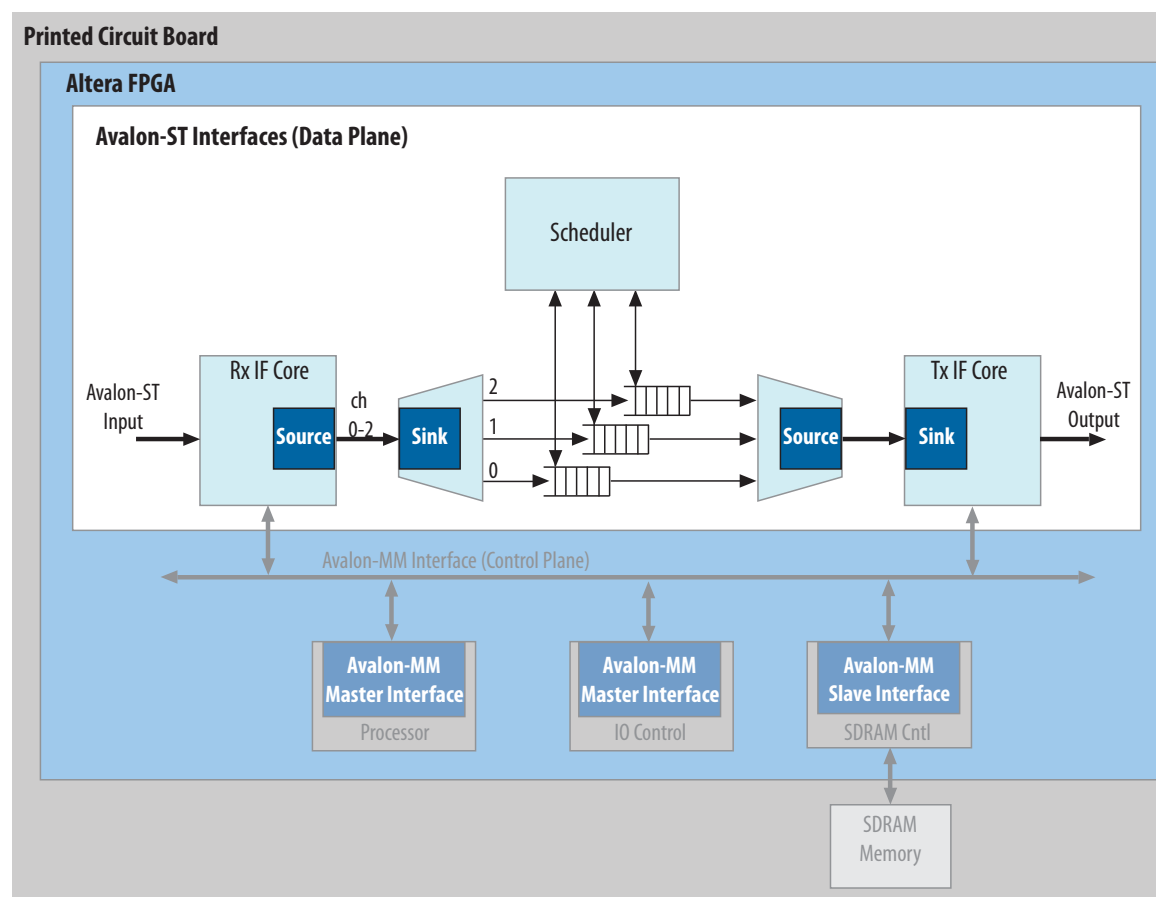 Printed Circuit Board
Altera FPGA
Avalon-ST Interfaces (Data Plane)
Scheduler
Rx IF Core
Tx IF Core
Avalon-ST
Input
ch
0-2
2
1
0
Source
Sink
Source
Sink
Avalon-ST
Output
Avalon-MM Interface (Control Plane)
Avalon-MM
Master Interface
Processor
Avalon-MM
Master Interface
IO Control
Avalon-MM
Slave Interface
SDRAM Cntl
SDRAM
Memory